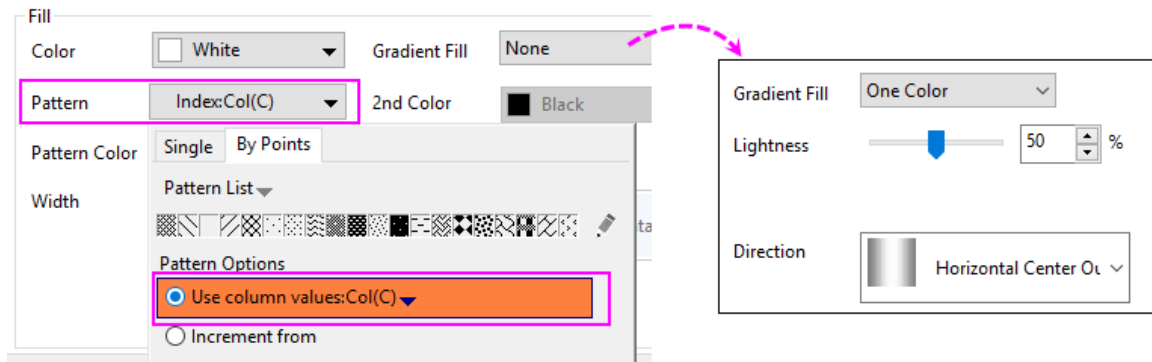 Fill
Color White Gradient Fill None
Pattern Index:Col(C) 2nd Color Black
Pattern Color Single By Points
Width Pattern List
Pattern Options
Use column values:Col(C)
Increment from
Gradient Fill One Color
Lightness 50 %
Direction Horizontal Center Ou